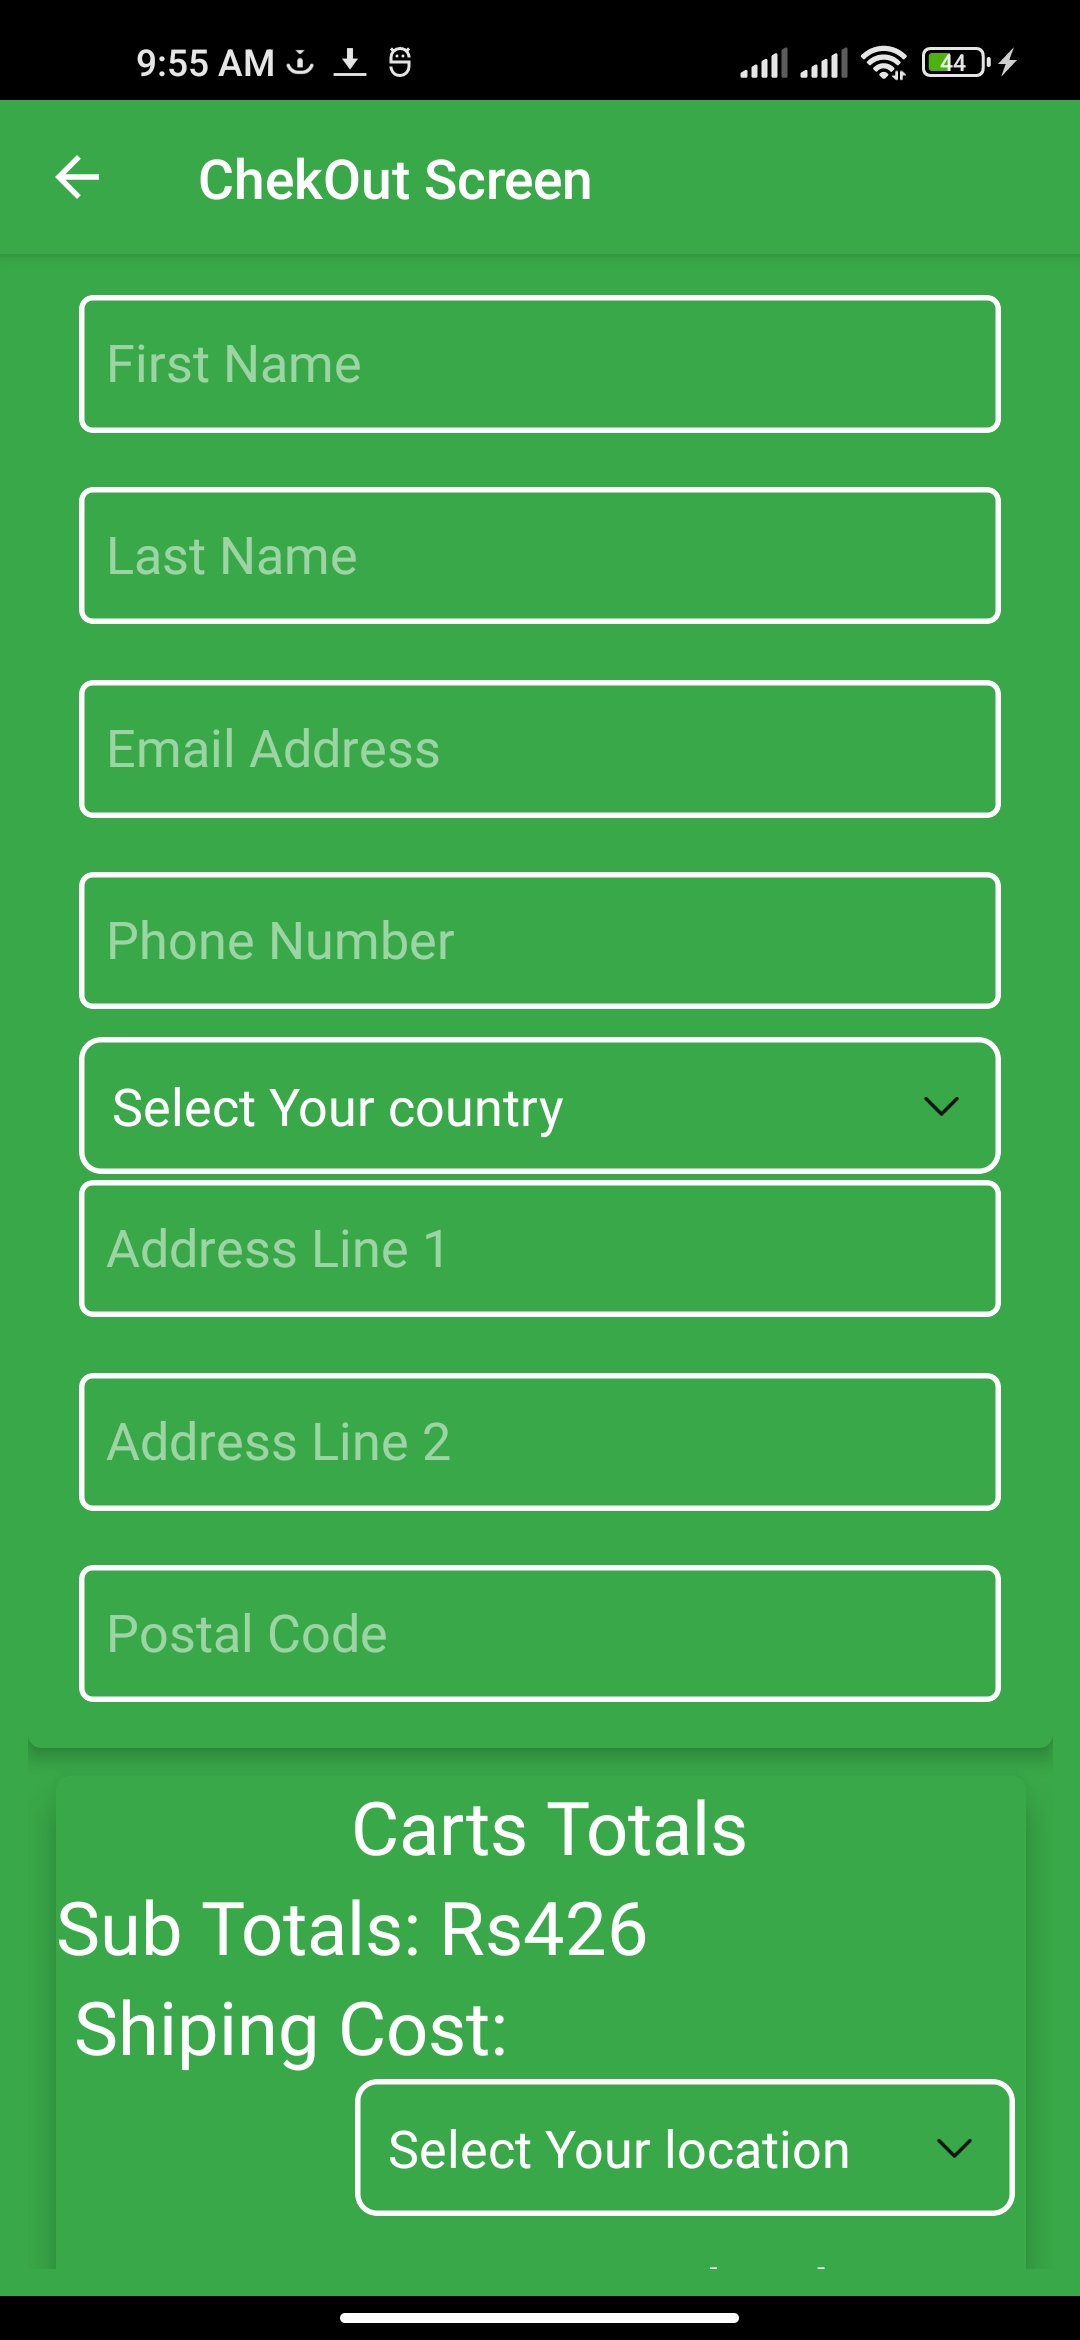 9:55 AM
44
ChekOut Screen
First Name
Last Name
Email Address
Phone Number
Select Your country
Address Line 1
Address Line 2
Postal Code
Carts Totals
Sub Totals: Rs426
Shiping Cost:
Select Your location